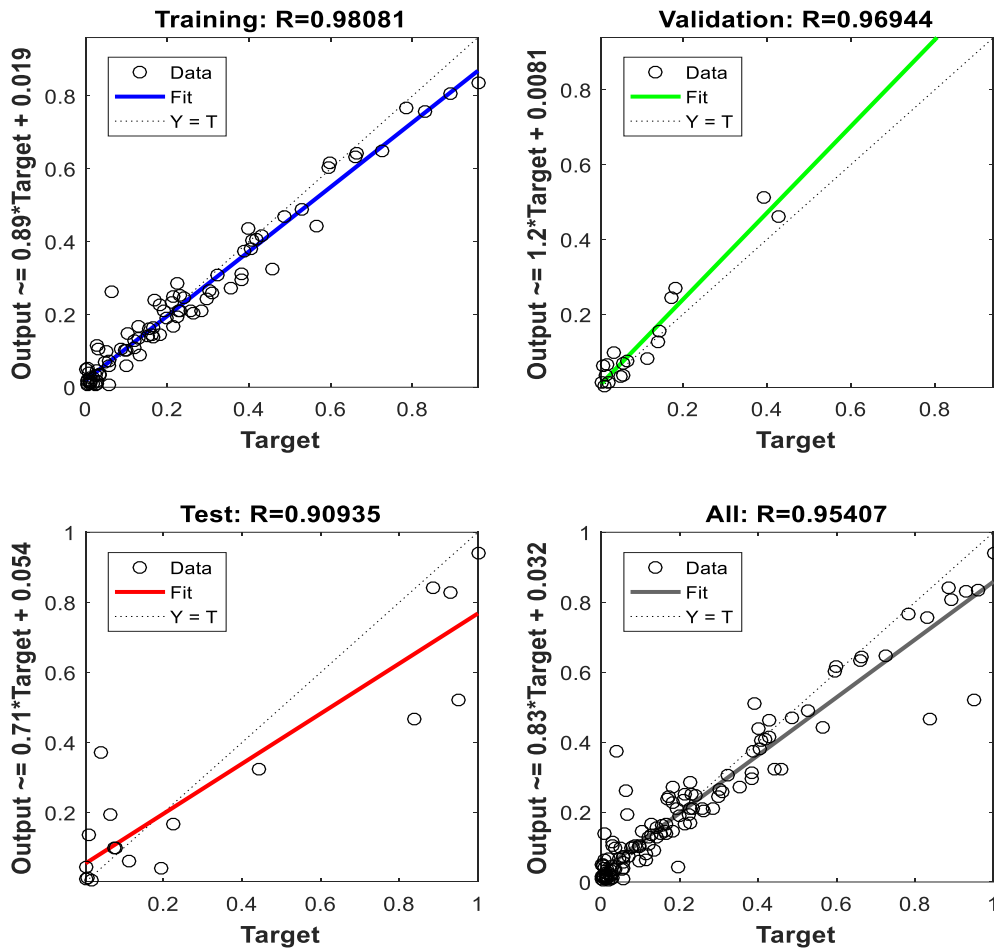 Training: R=0.98081
Output ~= 0.89*Target + 0.019
Data
Fit
Y = T
0.8
0.6
0.4
0.2
0
0 0.2 0.4 0.6 0.8
Target
Validation: R=0.96944
Output ~= 1.2*Target + 0.0081
Data
Fit
Y = T
0.8
0.6
0.4
0.2
0.2 0.4 0.6 0.8
Target
Test: R=0.90935
Output ~= 0.71*Target + 0.054
Data
Fit
Y = T
1
0.8
0.6
0.4
0.2
0.2 0.4 0.6 0.8 1
Target
All: R=0.95407
Output ~= 0.83*Target + 0.032
Data
Fit
Y = T
1
0.8
0.6
0.4
0.2
0
0 0.2 0.4 0.6 0.8 1
Target